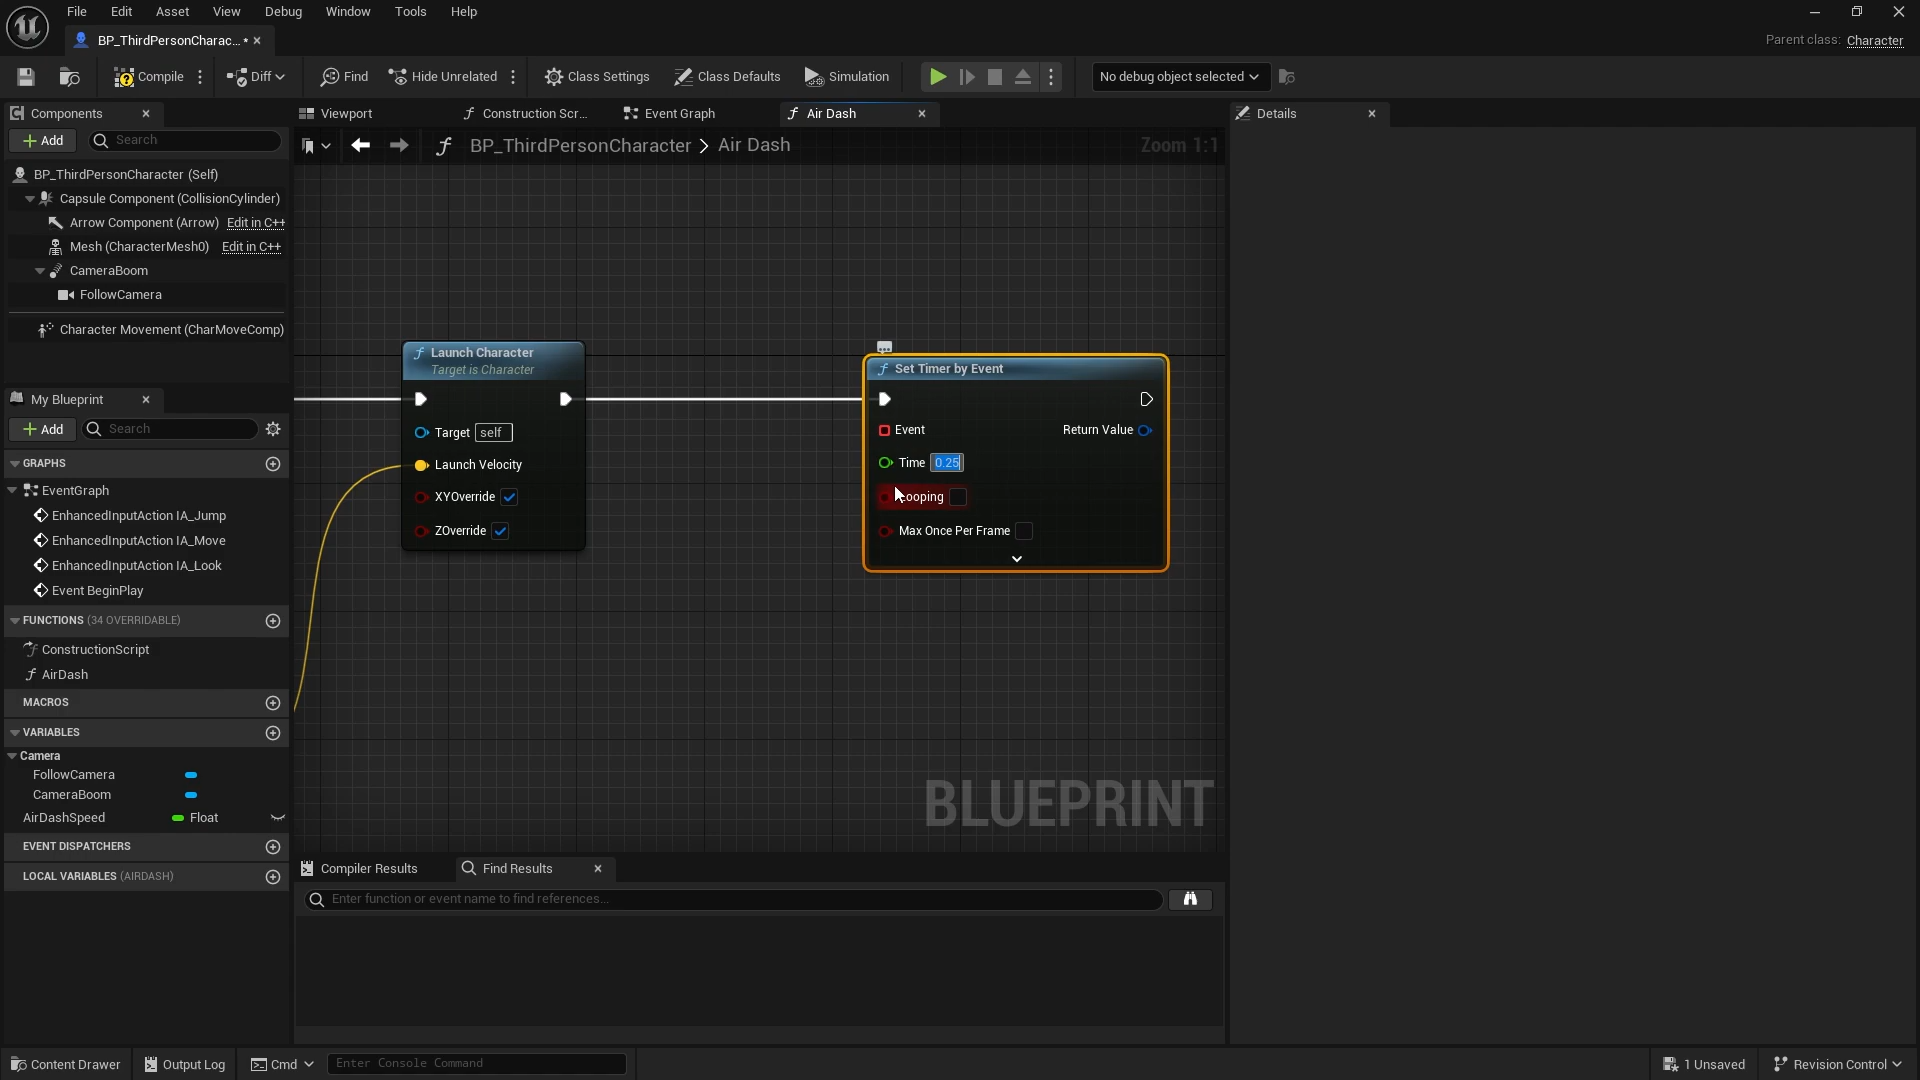 File Edit Asset View Debug Window Tools Help
BP_ThirdPersonCharac... •
Parent class: Character
Compile Diff Find Hide Unrelated Class Settings Class Defaults Simulation No debug object selected
Components
Viewport Construction Scr... Event Graph Air Dash
Details
Add Search
BP_ThirdPersonCharacter > Air Dash
Zoom 1:1
BP_ThirdPersonCharacter (Self)
Capsule Component (CollisionCylinder)
Arrow Component (Arrow) Edit in C++
Mesh (CharacterMesh0) Edit in C++
CameraBoom
FollowCamera
Character Movement (CharMoveComp)
Launch Character
Target is Character
Target self
Launch Velocity
XYOverride
ZOverride
Set Timer by Event
Event Return Value
Time 0.25
Looping
Max Once Per Frame
BLUEPRINT
My Blueprint
Add Search
GRAPHS
EventGraph
EnhancedInputAction IA_Jump
EnhancedInputAction IA_Move
EnhancedInputAction IA_Look
Event BeginPlay
FUNCTIONS (34 OVERRIDABLE)
ConstructionScript
AirDash
MACROS
VARIABLES
Camera
FollowCamera
CameraBoom
AirDashSpeed Float
EVENT DISPATCHERS
LOCAL VARIABLES (AIRDASH)
Compiler Results Find Results
Enter function or event name to find references...
Content Drawer Output Log Cmd Enter Console Command 1 Unsaved Revision Control